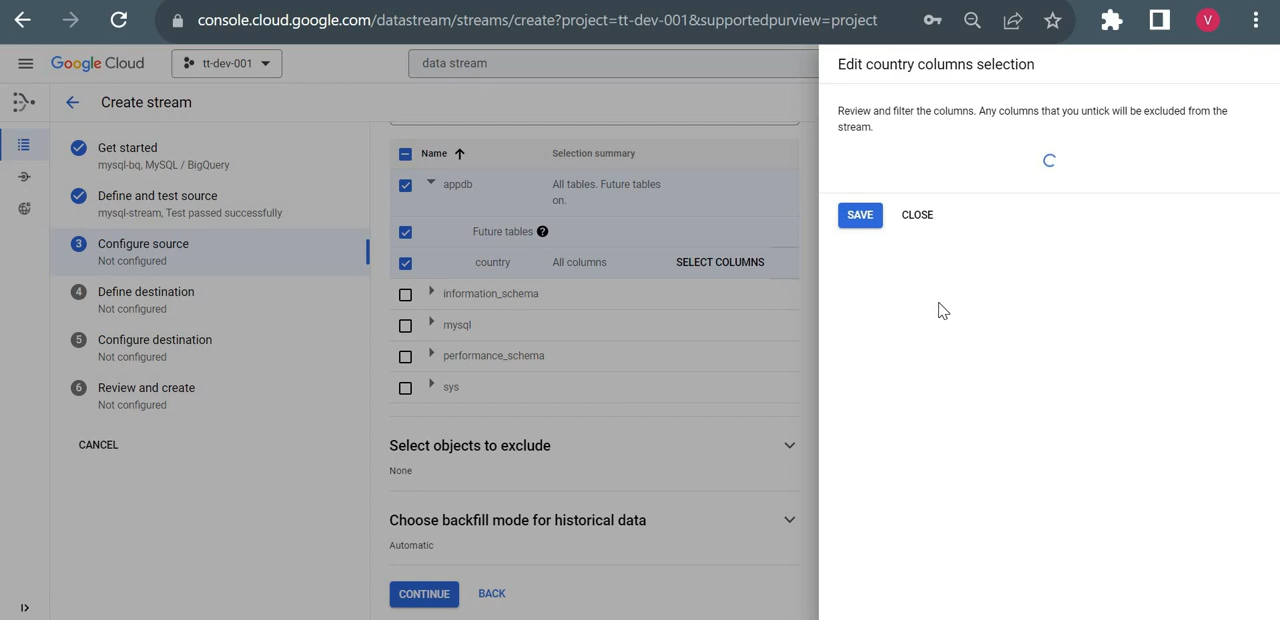 console.cloud.google.com/datastream/streams/create?project=tt-dev-001&supportedpurview=project
V
Google Cloud
tt-dev-001
data stream
Create stream
Get started
mysql-bq, MySQL / BigQuery
Define and test source
mysql-stream, Test passed successfully
3 Configure source
Not configured
4 Define destination
Not configured
5 Configure destination
Not configured
6 Review and create
Not configured
CANCEL
Name Selection summary
appdb All tables. Future tables
on.
Future tables ?
country All columns SELECT COLUMNS
information_schema
mysql
performance_schema
sys
Select objects to exclude
None
Choose backfill mode for historical data
Automatic
CONTINUE BACK
Edit country columns selection
Review and filter the columns. Any columns that you untick will be excluded from the
stream.
SAVE CLOSE